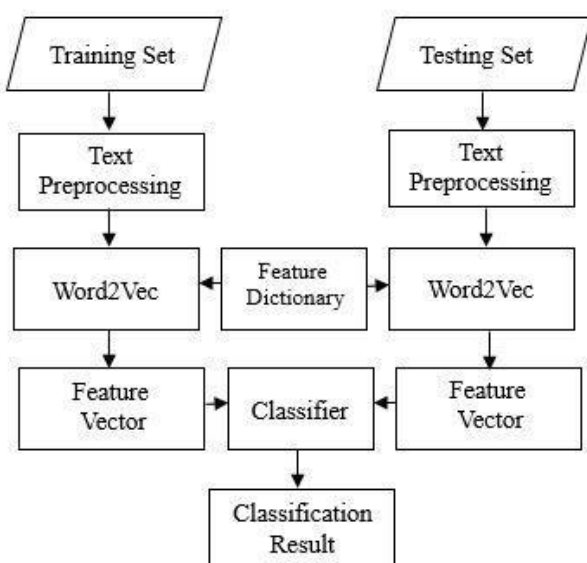 Training Set
Testing Set
Text
Preprocessing
Text
Preprocessing
Word2Vec
Feature
Dictionary
Word2Vec
Feature
Vector
Classifier
Feature
Vector
Classification
Result